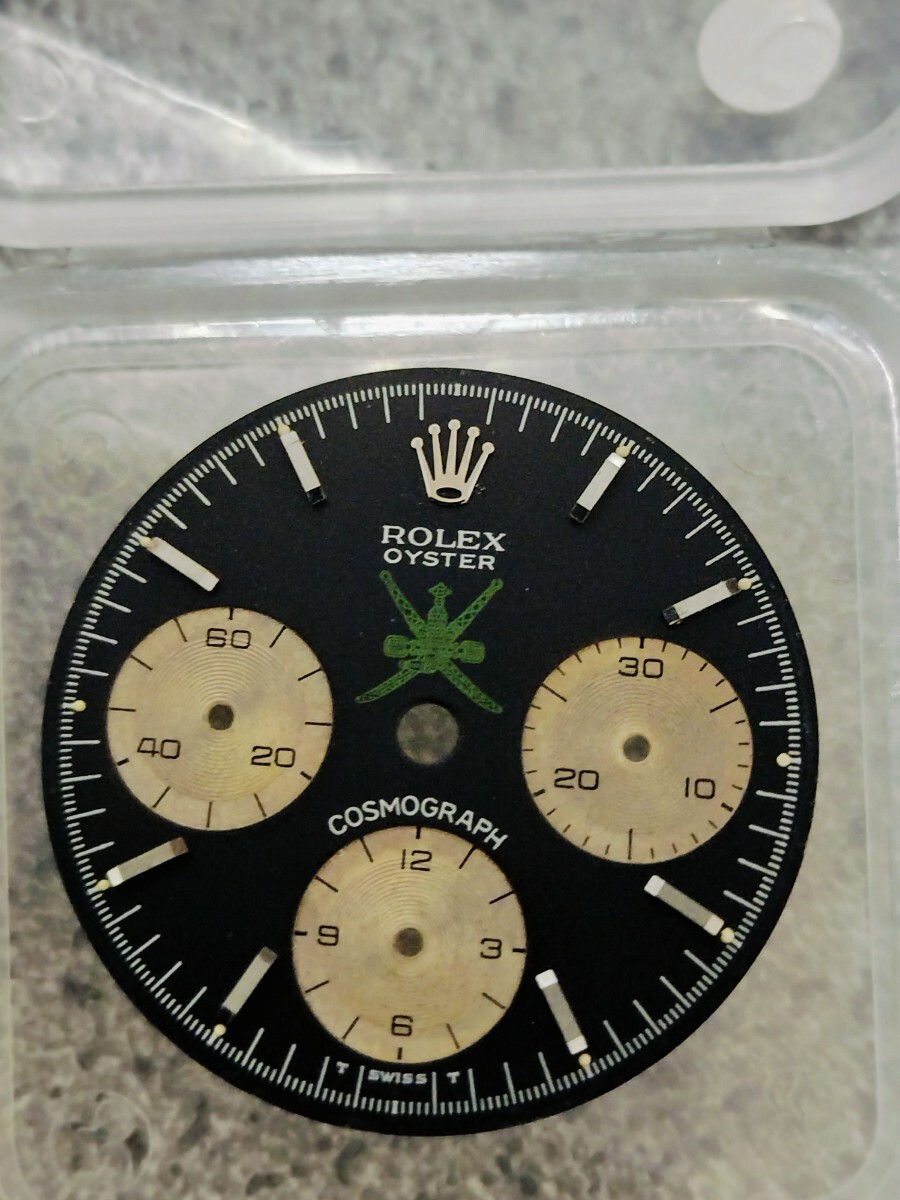 ROLEX
OYSTER
60
20
40
30
10
20
COSMOGRAPH
12
3
6
9
T SWISS T